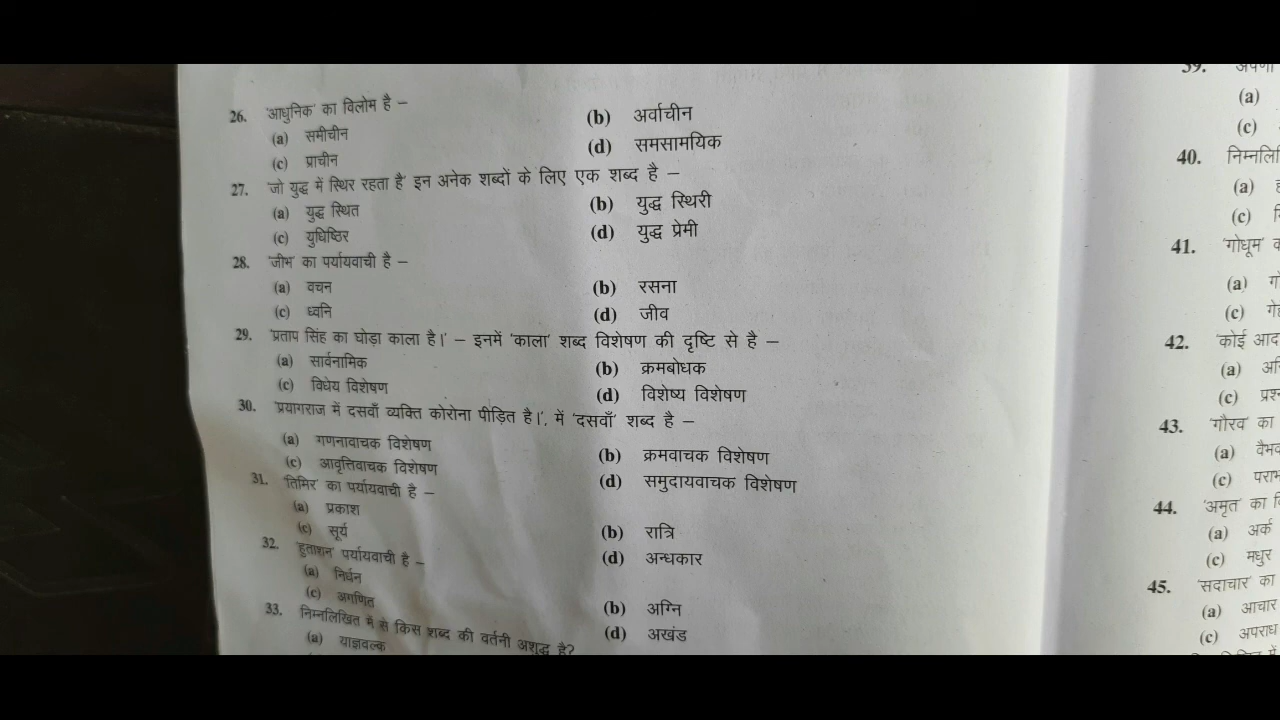 26. 'आधुनिक' का विलोम है –
(a) समीचीन (b) अर्वाचीन
(c) प्राचीन (d) समसामयिक
27. 'जो युद्ध में स्थिर रहता है' इन अनेक शब्दों के लिए एक शब्द है –
(a) युद्ध स्थित (b) युद्ध स्थिरी
(c) युधिष्ठिर (d) युद्ध प्रेमी
28. 'जीभ' का पर्यायवाची है –
(a) वचन (b) रसना
(c) ध्वनि (d) जीव
29. 'प्रताप सिंह का घोड़ा काला है।' – इनमें 'काला' शब्द विशेषण की दृष्टि से है –
(a) सार्वनामिक (b) क्रमबोधक
(c) विधेय विशेषण (d) विशेष्य विशेषण
30. 'प्रयागराज में दसवाँ व्यक्ति कोरोना पीड़ित है।', में 'दसवाँ' शब्द है –
(a) गणनावाचक विशेषण (b) क्रमवाचक विशेषण
(c) आवृत्तिवाचक विशेषण (d) समुदायवाचक विशेषण
31. 'तिमिर' का पर्यायवाची है –
(a) प्रकाश (b) रात्रि
(c) सूर्य (d) अन्धकार
32. 'हुताशन' पर्यायवाची है –
(a) निर्धन (b) अग्नि
(c) अगणित (d) अखंड
33. निम्नलिखित में से किस शब्द की वर्तनी अशुद्ध है?
(a) याज्ञवल्क
39.
(a)
(c)
40.
(a)
(c)
41. 'गोधूम'
(a)
(c)
42. 'कोई
(a)
(c)
43. 'गौरव' का
(a)
(c)
44. 'अमृत' का
(a) अर्क
(c) मधुर
45. 'सदाचार' का
(a) आचार
(c) अपराध